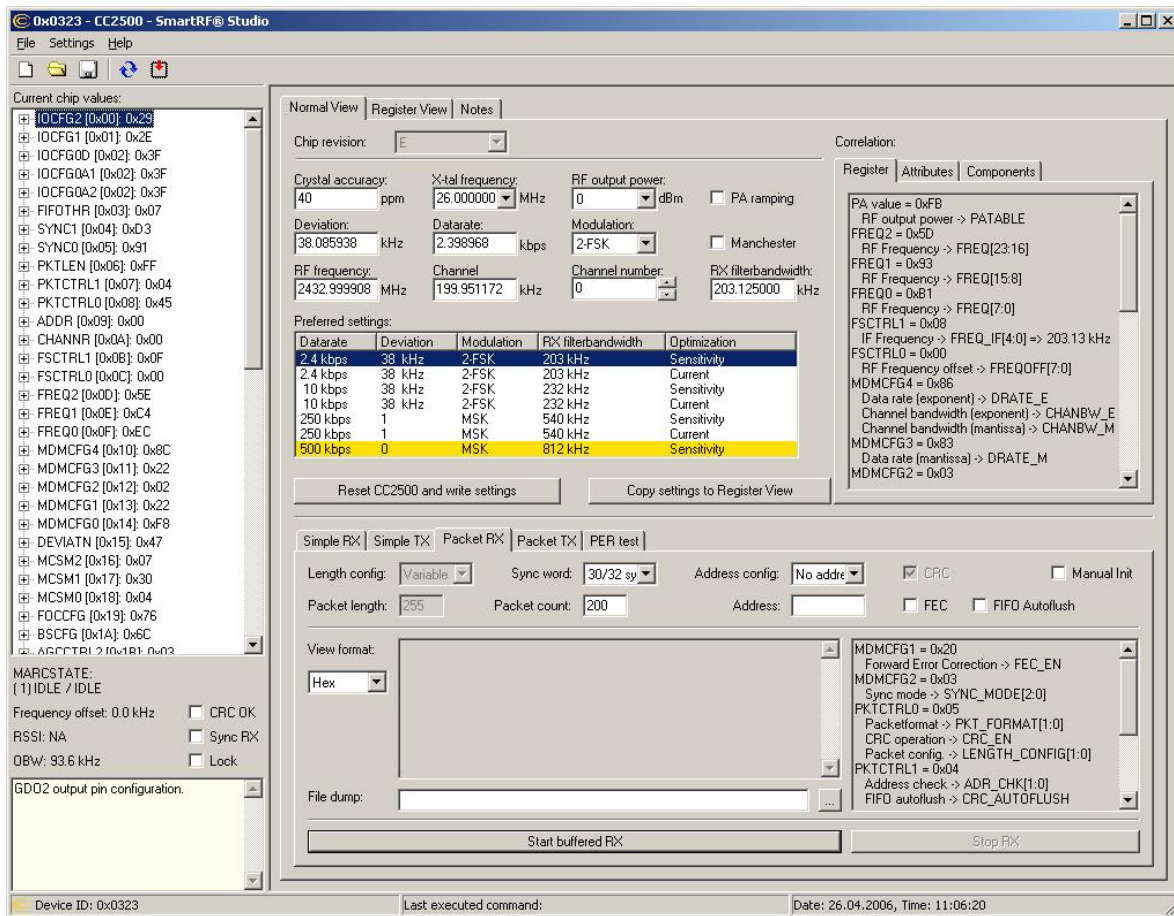 0x0323 - CC2500 - SmartRF® Studio
File Settings Help
Current chip values:
IOCFG2 [0x00]: 0x29
IOCFG1 [0x01]: 0x2E
IOCFG0D [0x02]: 0x3F
IOCFG0A1 [0x02]: 0x3F
IOCFG0A2 [0x02]: 0x3F
FIFOTHR [0x03]: 0x07
SYNC1 [0x04]: 0xD3
SYNC0 [0x05]: 0x91
PKTLEN [0x06]: 0xFF
PKTCTRL1 [0x07]: 0x04
PKTCTRL0 [0x08]: 0x45
ADDR [0x09]: 0x00
CHANNR [0x0A]: 0x00
FSCTRL1 [0x0B]: 0x0F
FSCTRL0 [0x0C]: 0x00
FREQ2 [0x0D]: 0x5E
FREQ1 [0x0E]: 0xC4
FREQ0 [0x0F]: 0xEC
MDMCFG4 [0x10]: 0x8C
MDMCFG3 [0x11]: 0x22
MDMCFG2 [0x12]: 0x02
MDMCFG1 [0x13]: 0x22
MDMCFG0 [0x14]: 0xF8
DEVIATN [0x15]: 0x47
MCSM2 [0x16]: 0x07
MCSM1 [0x17]: 0x30
MCSM0 [0x18]: 0x04
FOCCFG [0x19]: 0x76
BSCFG [0x1A]: 0x6C
AGCCTRL2 [0x1B]: 0x03
MARCSTATE:
(1) IDLE / IDLE
Frequency offset: 0.0 kHz CRC OK
RSSI: NA Sync RX
OBW: 93.6 kHz Lock
GDO2 output pin configuration.
Normal View Register View Notes
Chip revision: E
Crystal accuracy: X-tal frequency: RF output power:
40 ppm 26.000000 MHz 0 dBm PA ramping
Deviation: Datarate: Modulation:
38.085938 kHz 2.398968 kbps 2-FSK Manchester
RF frequency: Channel Channel number: RX filterbandwidth:
2432.999908 MHz 199.951172 kHz 0 203.125000 kHz
Preferred settings:
Datarate Deviation Modulation RX filterbandwidth Optimization
2.4 kbps 38 kHz 2-FSK 203 kHz Sensitivity
2.4 kbps 38 kHz 2-FSK 203 kHz Current
10 kbps 38 kHz 2-FSK 232 kHz Sensitivity
10 kbps 38 kHz 2-FSK 232 kHz Current
250 kbps 1 MSK 540 kHz Sensitivity
250 kbps 1 MSK 540 kHz Current
500 kbps 0 MSK 812 kHz Sensitivity
Reset CC2500 and write settings Copy settings to Register View
Correlation:
Register Attributes Components
PA value = 0xFB
RF output power -> PATABLE
FREQ2 = 0x5D
RF Frequency -> FREQ[23:16]
FREQ1 = 0x93
RF Frequency -> FREQ[15:8]
FREQ0 = 0xB1
RF Frequency -> FREQ[7:0]
FSCTRL1 = 0x08
IF Frequency -> FREQ_IF[4:0] => 203.13 kHz
FSCTRL0 = 0x00
RF Frequency offset -> FREQOFF[7:0]
MDMCFG4 = 0x86
Data rate (exponent) -> DRATE_E
Channel bandwidth (exponent) -> CHANBW_E
Channel bandwidth (mantissa) -> CHANBW_M
MDMCFG3 = 0x83
Data rate (mantissa) -> DRATE_M
MDMCFG2 = 0x03
Simple RX Simple TX Packet RX Packet TX PER test
Length config: Variable Sync word: 30/32 sy Address config: No addre CRC Manual Init
Packet length: 255 Packet count: 200 Address: FEC FIFO Autoflush
View format:
Hex
File dump: ...
MDMCFG1 = 0x20
Forward Error Correction -> FEC_EN
MDMCFG2 = 0x03
Sync mode -> SYNC_MODE[2:0]
PKTCTRL0 = 0x05
Packetformat -> PKT_FORMAT[1:0]
CRC operation -> CRC_EN
Packet config. -> LENGTH_CONFIG[1:0]
PKTCTRL1 = 0x04
Address check -> ADR_CHK[1:0]
FIFO autoflush -> CRC_AUTOFLUSH
Start buffered RX Stop RX
Device ID: 0x0323 Last executed command: Date: 26.04.2006, Time: 11:06:20